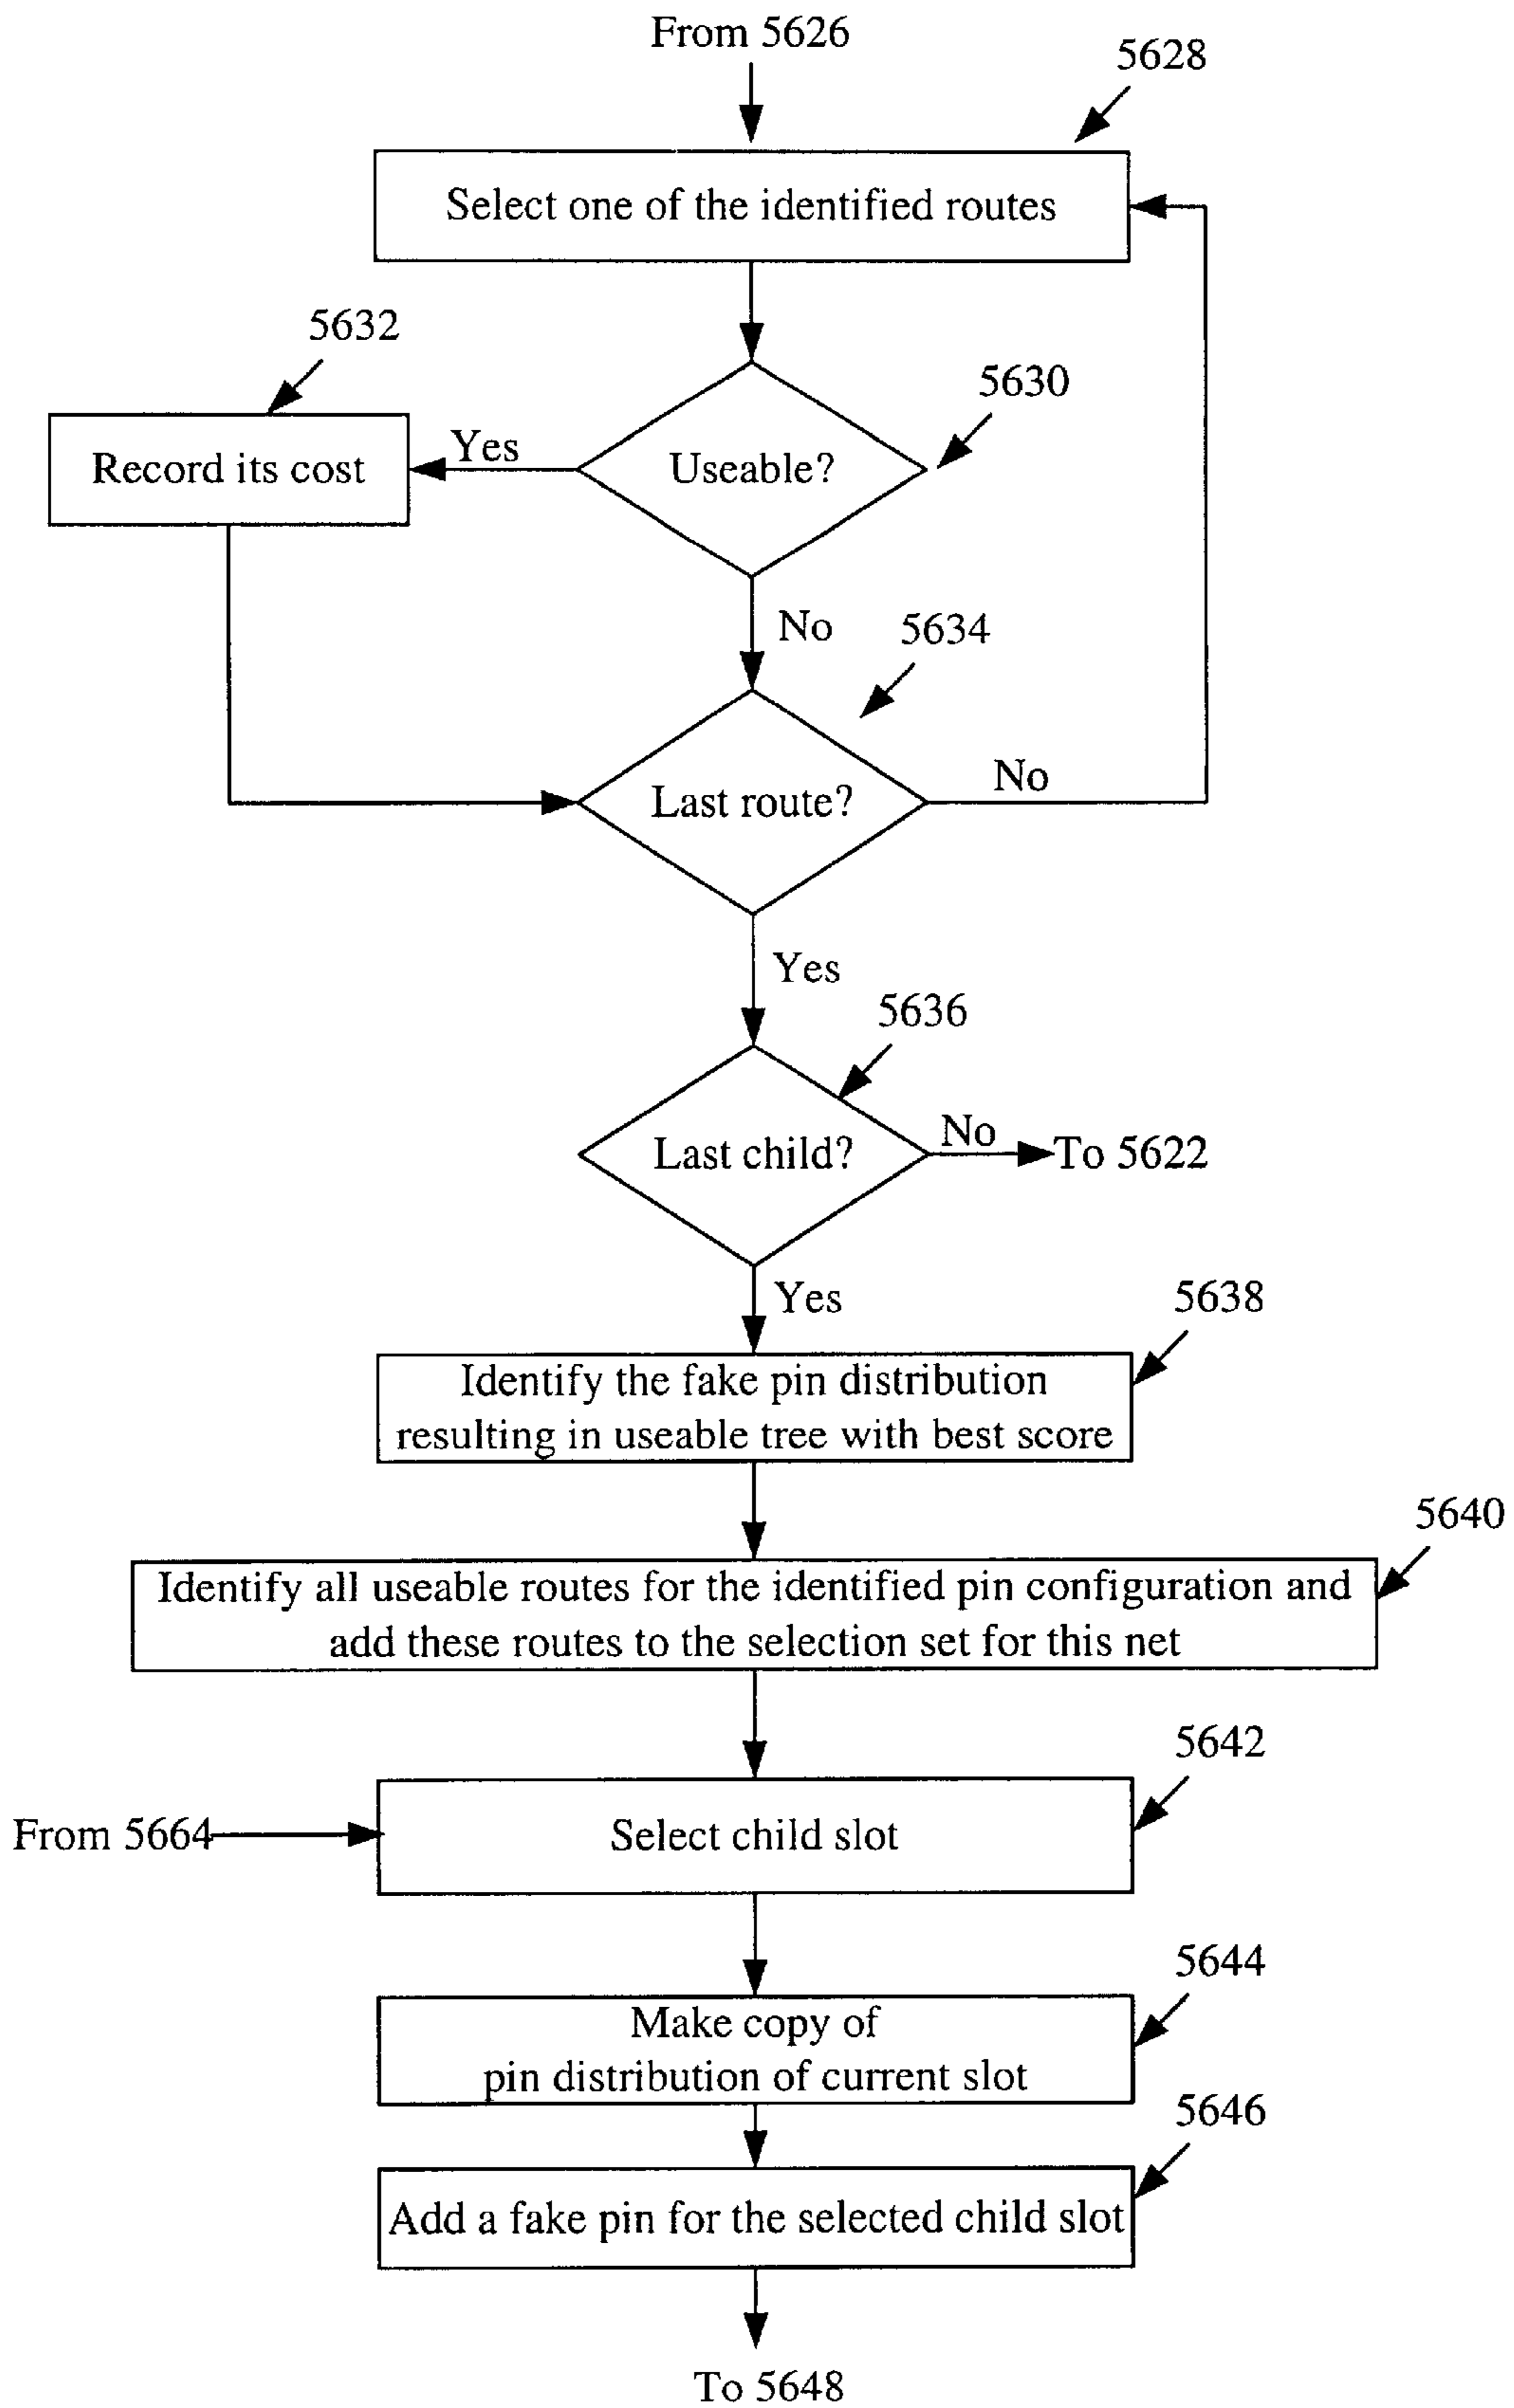 From 5626
5628
Select one of the identified routes
5632
5630
Record its cost
Yes
Useable?
No
5634
Last route?
No
Yes
5636
Last child?
No
To 5622
Yes
5638
Identify the fake pin distribution
resulting in useable tree with best score
5640
Identify all useable routes for the identified pin configuration and
add these routes to the selection set for this net
5642
From 5664
Select child slot
5644
Make copy of
pin distribution of current slot
5646
Add a fake pin for the selected child slot
To 5648